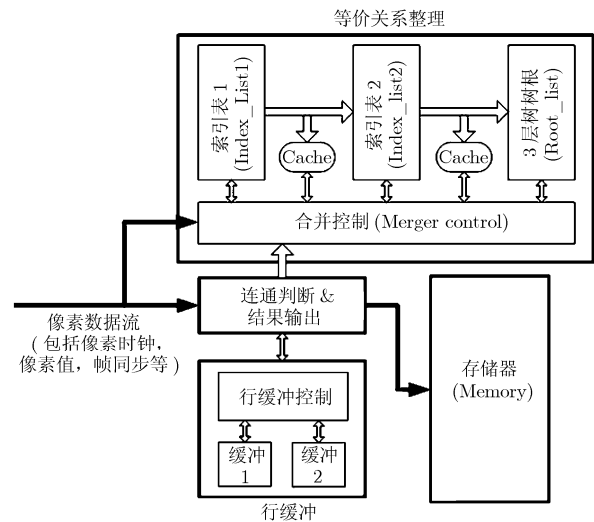 等价关系整理
索引表 1
(Index_List1)
索引表 2
(Index_list2)
3 层树树根
(Root_list)
Cache
Cache
合并控制 (Merger control)
连通判断 &
结果输出
像素数据流
(包括像素时钟,
像素值, 帧同步等)
存储器
(Memory)
行缓冲控制
缓冲
1
缓冲
2
行缓冲